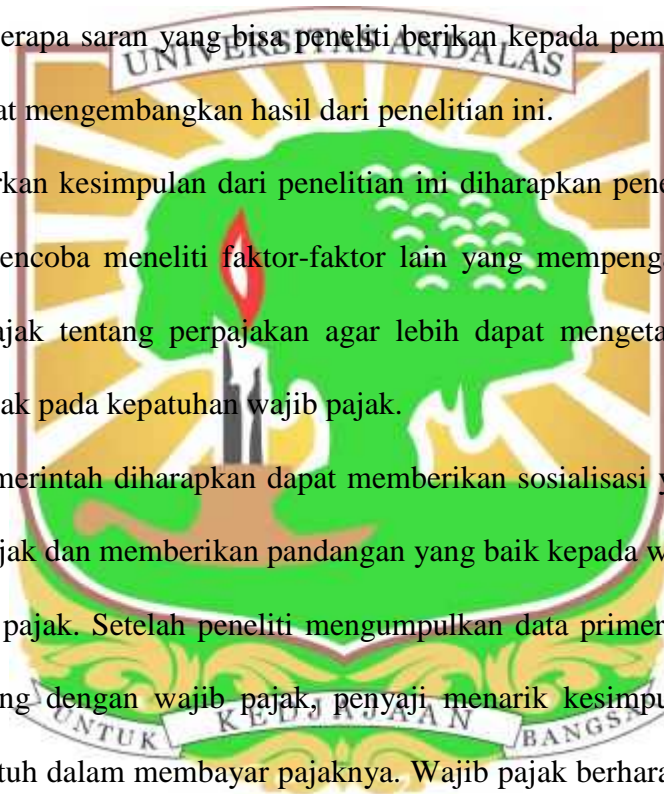 erapa saran yang bisa peneliti berikan kepada pem
UNIVERSITAS ANDALAS
at mengembangkan hasil dari penelitian ini.
rkan kesimpulan dari penelitian ini diharapkan pene
encoba meneliti faktor-faktor lain yang mempenga
ajak tentang perpajakan agar lebih dapat mengeta
ak pada kepatuhan wajib pajak.
merintah diharapkan dapat memberikan sosialisasi y
jak dan memberikan pandangan yang baik kepada w
pajak. Setelah peneliti mengumpulkan data primer
ng dengan wajib pajak, penyaji menarik kesimpu
UNTUK KEDJAJAAN BANGSA
tuh dalam membayar pajaknya. Wajib pajak berhara